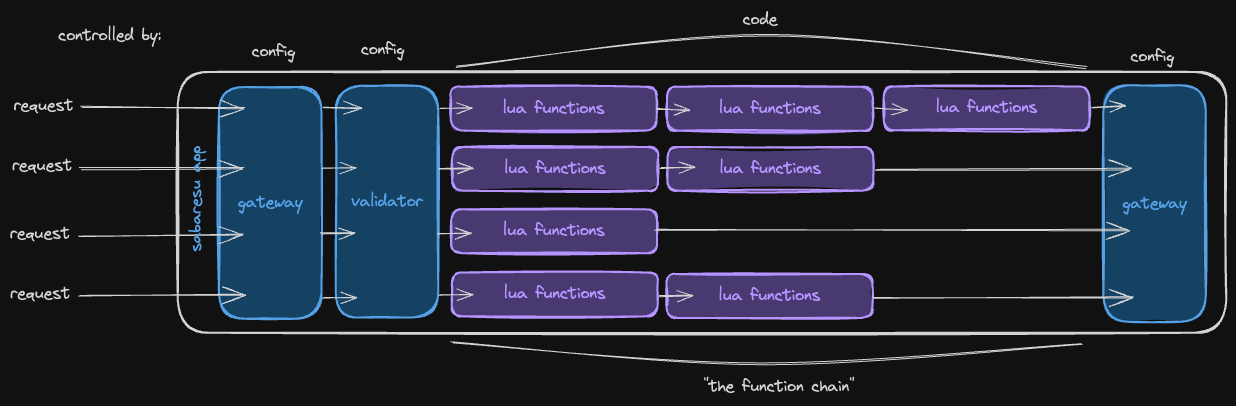 code
controlled by:
config
config
config
request
lua functions
lua functions
lua functions
request
lua functions
lua functions
sabaresu app
gateway
validator
gateway
request
lua functions
request
lua functions
lua functions
"the function chain"